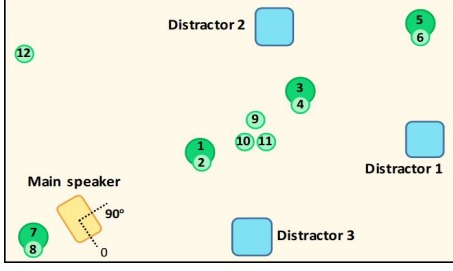 Distractor 2
5
6
12
3
4
9
10 11
1
2
Distractor 1
Main speaker
90º
7
8
0
Distractor 3